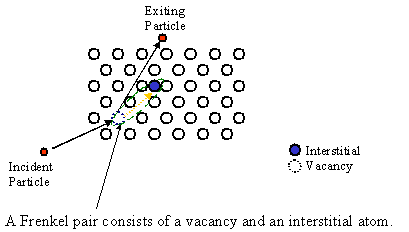 Exiting
Particle
Incident
Particle
Interstitial
Vacancy
A Frenkel pair consists of a vacancy and an interstitial atom.